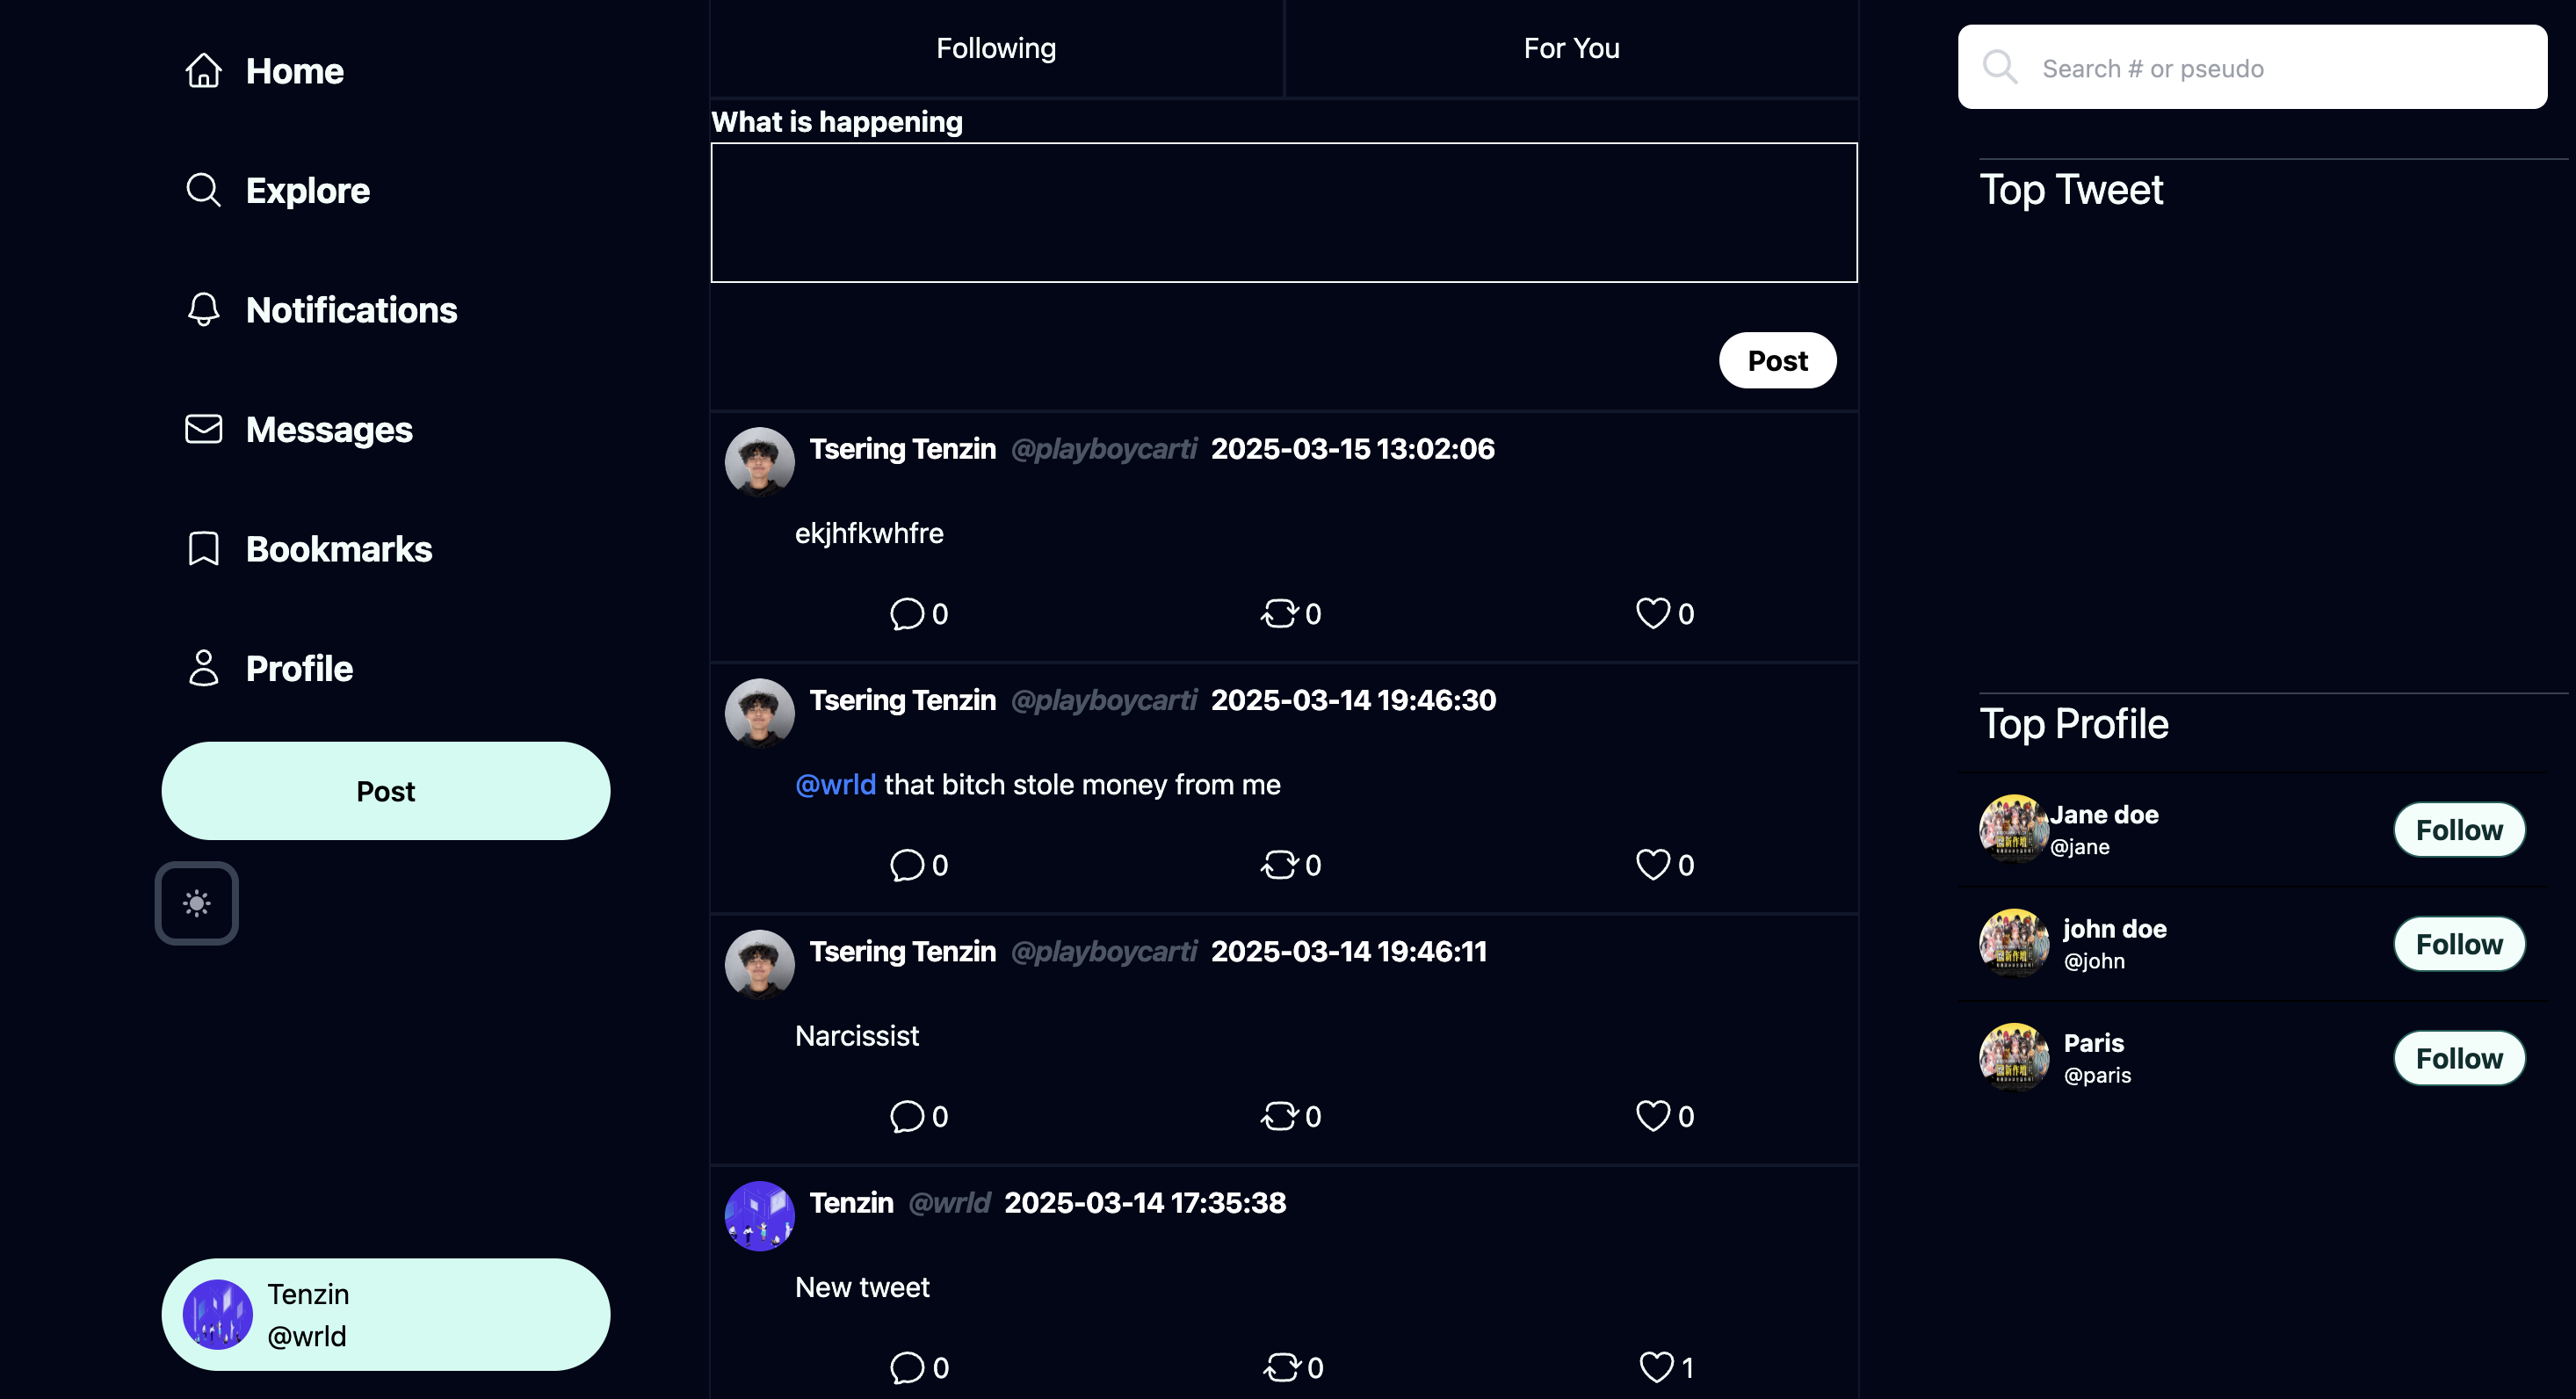 Home
Explore
Notifications
Messages
Bookmarks
Profile
Post
Tenzin
@wrld
Following
For You
What is happening
Post
Tsering Tenzin @playboycarti 2025-03-15 13:02:06
ekjhfkwhfre
0 0 0
Tsering Tenzin @playboycarti 2025-03-14 19:46:30
@wrld that bitch stole money from me
0 0 0
Tsering Tenzin @playboycarti 2025-03-14 19:46:11
Narcissist
0 0 0
Tenzin @wrld 2025-03-14 17:35:38
New tweet
0 0 1
Search # or pseudo
Top Tweet
Top Profile
Jane doe
@jane
Follow
john doe
@john
Follow
Paris
@paris
Follow